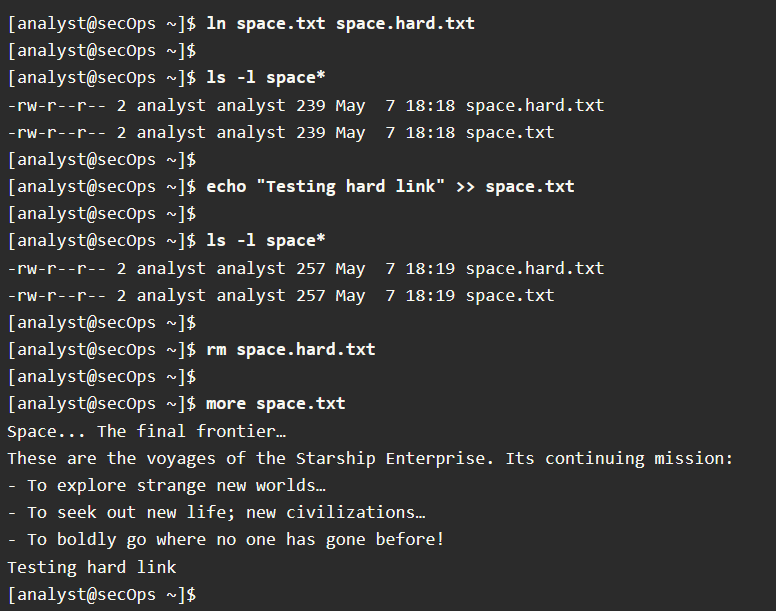 [analyst@secOps ~]$ ln space.txt space.hard.txt
[analyst@secOps ~]$
[analyst@secOps ~]$ ls -l space*
-rw-r--r-- 2 analyst analyst 239 May  7 18:18 space.hard.txt
-rw-r--r-- 2 analyst analyst 239 May  7 18:18 space.txt
[analyst@secOps ~]$
[analyst@secOps ~]$ echo "Testing hard link" >> space.txt
[analyst@secOps ~]$
[analyst@secOps ~]$ ls -l space*
-rw-r--r-- 2 analyst analyst 257 May  7 18:19 space.hard.txt
-rw-r--r-- 2 analyst analyst 257 May  7 18:19 space.txt
[analyst@secOps ~]$
[analyst@secOps ~]$ rm space.hard.txt
[analyst@secOps ~]$
[analyst@secOps ~]$ more space.txt
Space... The final frontier…
These are the voyages of the Starship Enterprise. Its continuing mission:
- To explore strange new worlds…
- To seek out new life; new civilizations…
- To boldly go where no one has gone before!
Testing hard link
[analyst@secOps ~]$